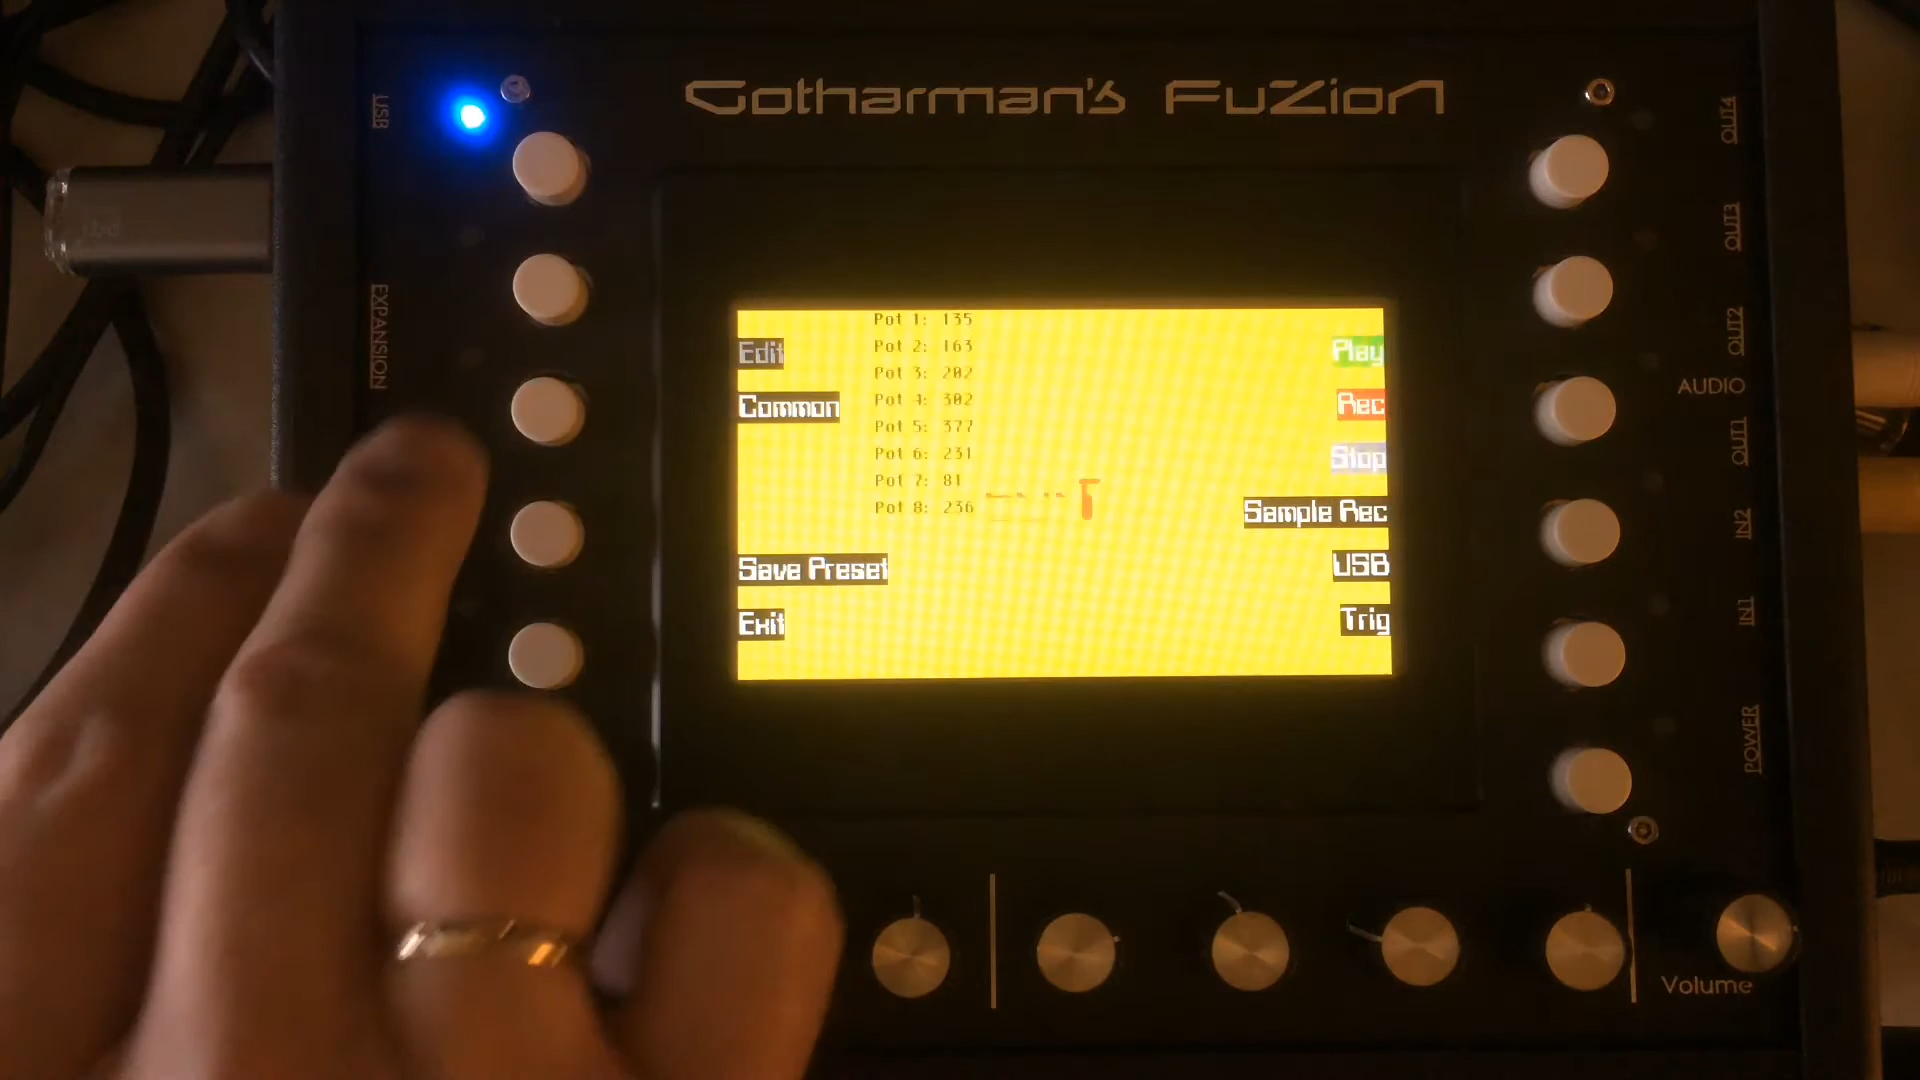 Gotharman's FuZion
USB
EXPANSION
Pot 1: 135
Pot 2: 163
Pot 3: 202
Pot 4: 302
Pot 5: 377
Pot 6: 231
Pot 7: 81
Pot 8: 236
Edit
Common
Save Preset
Exit
Play
Rec
Stop
Sample Rec
USB
Trig
OUT4
OUT3
OUT2
AUDIO
OUT1
IN2
IN1
POWER
Volume